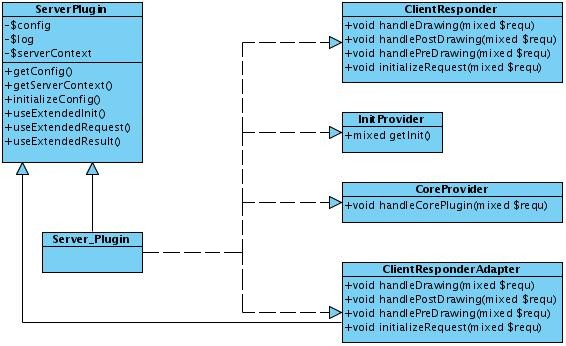 ServerPlugin
-$config
-$log
-$serverContext
+getConfig()
+getServerContext()
+initializeConfig()
+useExtendedInit()
+useExtendedRequest()
+useExtendedResult()
Server_Plugin
ClientResponder
+void handleDrawing(mixed $requ)
+void handlePostDrawing(mixed $requ)
+void handlePreDrawing(mixed $requ)
+void initializeRequest(mixed $requ)
InitProvider
+mixed getInit()
CoreProvider
+void handleCorePlugin(mixed $requ)
ClientResponderAdapter
+void handleDrawing(mixed $requ)
+void handlePostDrawing(mixed $requ)
+void handlePreDrawing(mixed $requ)
+void initializeRequest(mixed $requ)